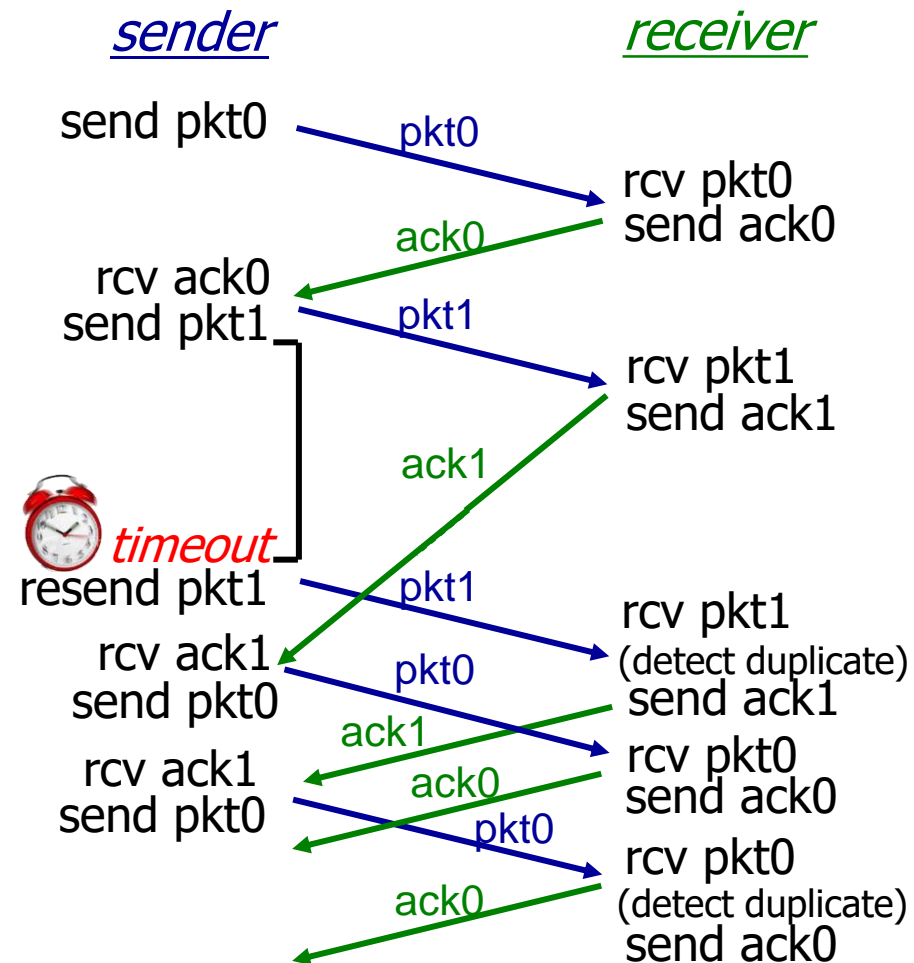 sender
receiver
send pkt0
pkt0
rcv pkt0
send ack0
ack0
rcv ack0
send pkt1
pkt1
rcv pkt1
send ack1
ack1
timeout
resend pkt1
pkt1
rcv pkt1
(detect duplicate)
send ack1
rcv ack1
send pkt0
pkt0
ack1
rcv pkt0
send ack0
rcv ack1
send pkt0
ack0
pkt0
rcv pkt0
(detect duplicate)
send ack0
ack0